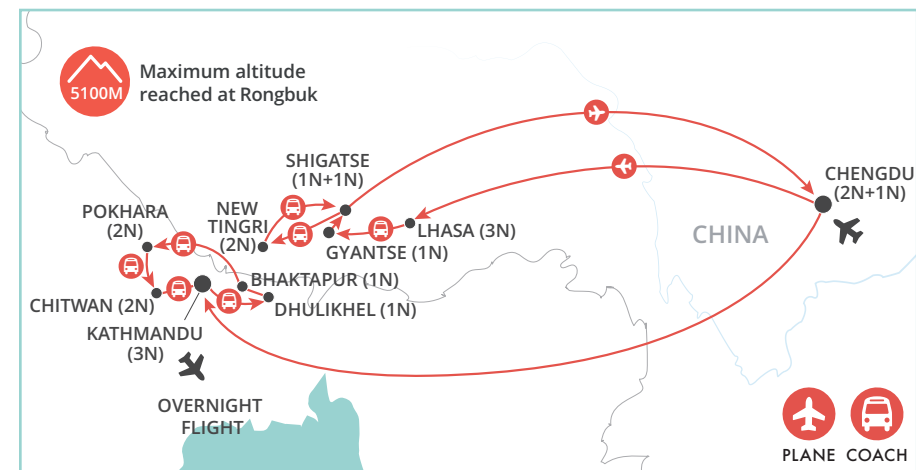 5100M
Maximum altitude
reached at Rongbuk
SHIGATSE
(1N+1N)
CHENGDU
(2N+1N)
POKHARA
(2N)
NEW
TINGRI
(2N)
LHASA (3N)
GYANTSE (1N)
CHINA
BHAKTAPUR (1N)
CHITWAN (2N)
DHULIKHEL (1N)
KATHMANDU
(3N)
OVERNIGHT
FLIGHT
PLANE COACH